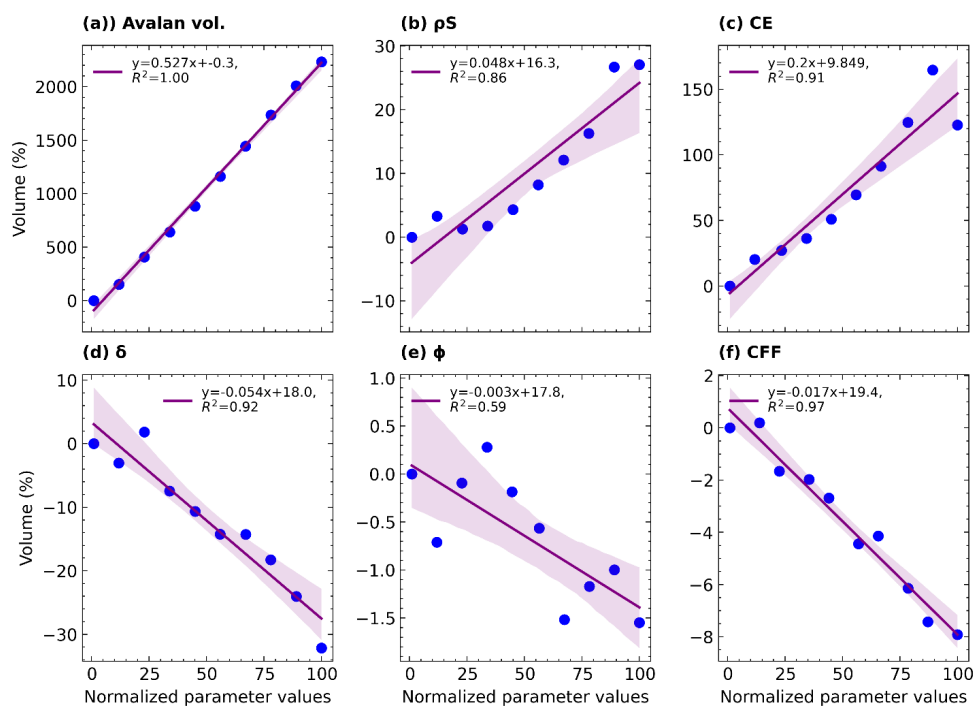 (a)) Avalan vol.
(b) ρS
(c) CE
y=0.527x+-0.3,
R²=1.00
y=0.048x+16.3,
R²=0.86
y=0.2x+9.849,
R²=0.91
Volume (%)
2000
1500
1000
500
0
30
20
10
0
−10
150
100
50
0
(d) δ
(e) ϕ
(f) CFF
y=-0.054x+18.0,
R²=0.92
y=-0.003x+17.8,
R²=0.59
y=-0.017x+19.4,
R²=0.97
Volume (%)
10
0
−10
−20
−30
1.0
0.5
0.0
−0.5
−1.0
−1.5
2
0
−2
−4
−6
−8
0 25 50 75 100
0 25 50 75 100
0 25 50 75 100
Normalized parameter values
Normalized parameter values
Normalized parameter values